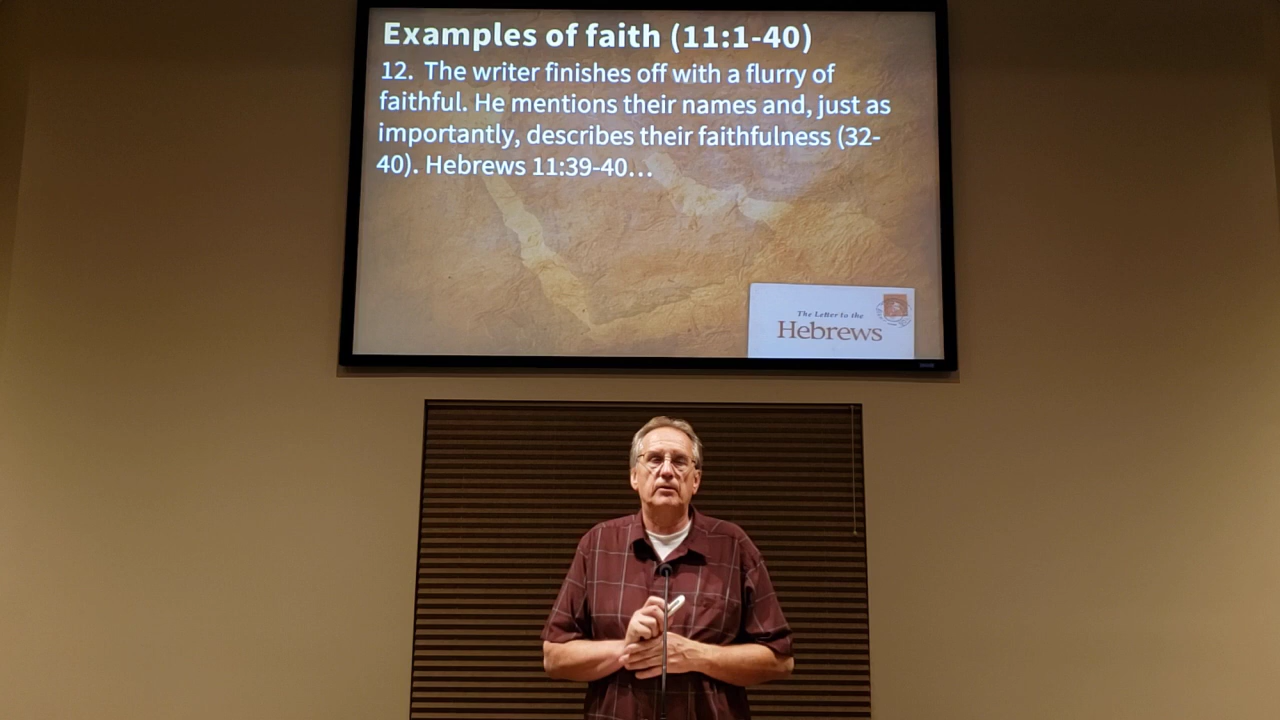 Examples of faith (11:1-40)
12. The writer finishes off with a flurry of
faithful. He mentions their names and, just as
importantly, describes their faithfulness (32-
40). Hebrews 11:39-40…
The Letter to the
Hebrews